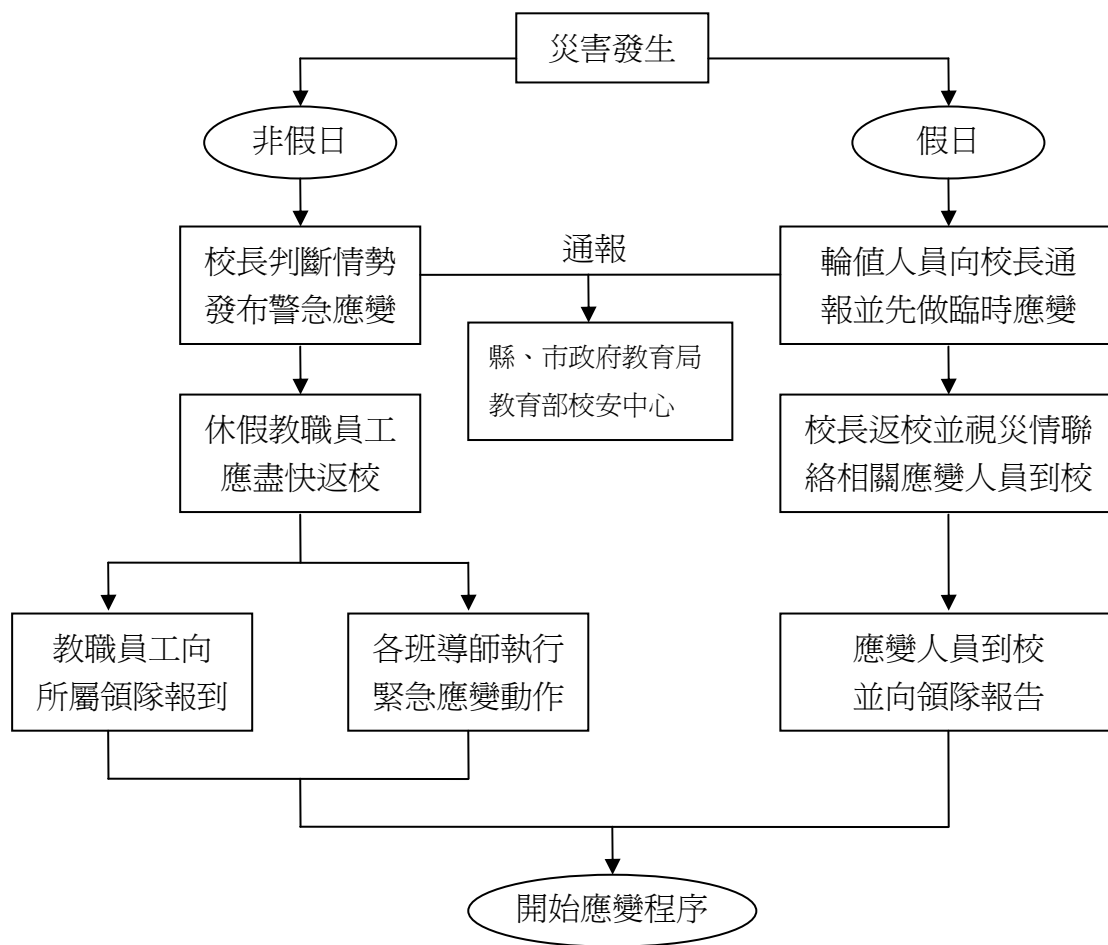 災害發生
非假日
假日
校長判斷情勢
發布警急應變
通報
輪值人員向校長通
報並先做臨時應變
縣、市政府教育局
教育部校安中心
休假教職員工
應盡快返校
校長返校並視災情聯
絡相關應變人員到校
教職員工向
所屬領隊報到
各班導師執行
緊急應變動作
應變人員到校
並向領隊報告
開始應變程序